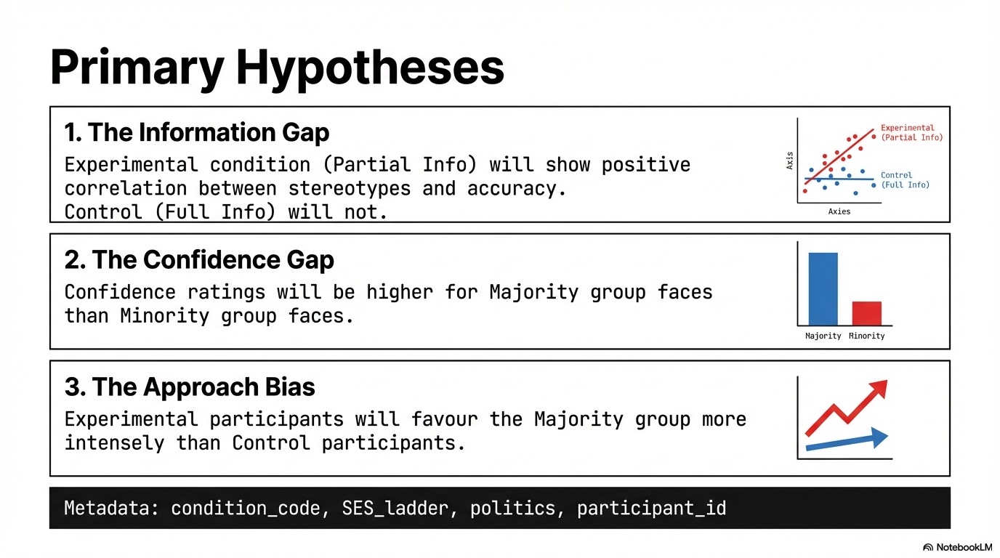 Primary Hypotheses
1. The Information Gap
Experimental condition (Partial Info) will show positive
correlation between stereotypes and accuracy.
Control (Full Info) will not.
Axis
Experimental
(Partial Info)
Contrel
(Full Info)
Axies
2. The Confidence Gap
Confidence ratings will be higher for Majority group faces
than Minority group faces.
Najority Rinority
3. The Approach Bias
Experimental participants will favour the Majority group more
intensely than Control participants.
Metadata: condition_code, SES_ladder, politics, participant_id
NotebookLM